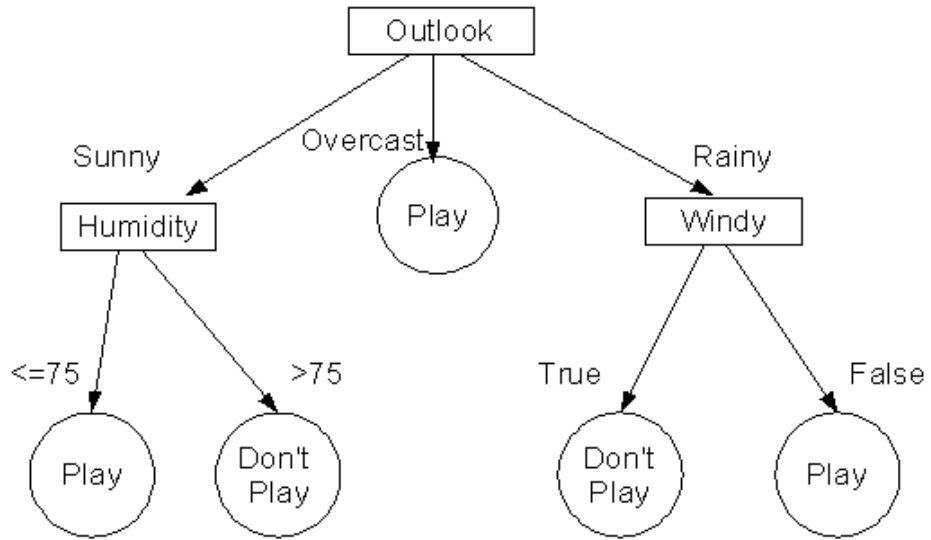 Outlook
Sunny
Overcast
Rainy
Humidity
Play
Windy
<=75
>75
True
False
Play
Don't
Play
Don't
Play
Play